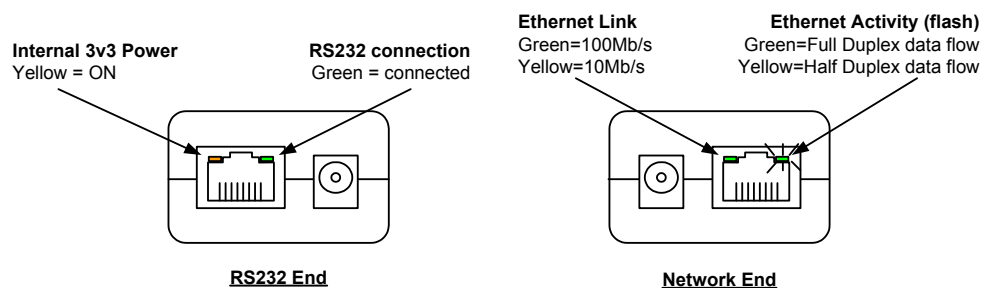 Internal 3v3 Power
Yellow = ON
RS232 connection
Green = connected
Ethernet Link
Green=100Mb/s
Yellow=10Mb/s
Ethernet Activity (flash)
Green=Full Duplex data flow
Yellow=Half Duplex data flow
RS232 End
Network End